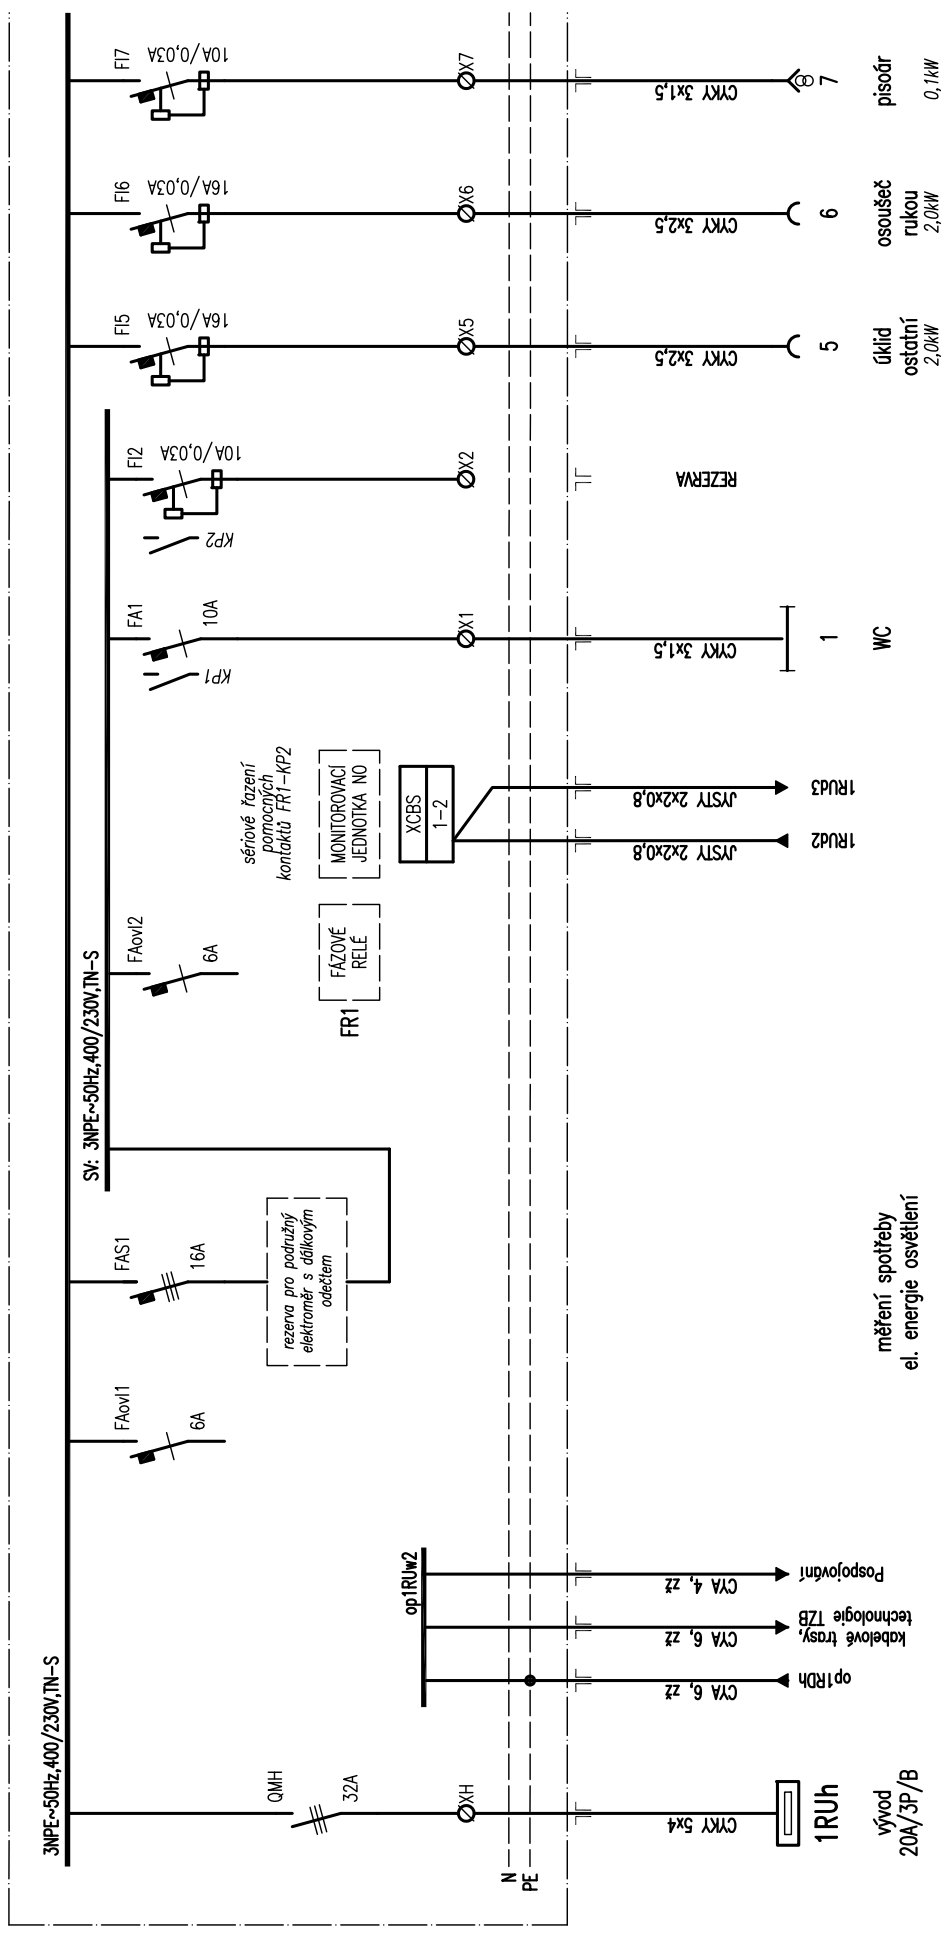 3NPE~50Hz,400/230V,TN-S
QMH
32A
XH
N
PE
CYKY 5x4
1RUh
vývod
20A/3P/B
op1RUw2
CYA 6, zž
op1RDh
CYA 6, zž
kabelové trasy,
technologie TZB
CYA 4, zž
Pospojování
FAovl1
6A
FAS1
16A
rezerva pro podružný
elektroměr s dálkovým
odečtem
měření spotřeby
el. energie osvětlení
SV: 3NPE~50Hz,400/230V,TN-S
FAovl2
6A
FR1
FÁZOVÉ
RELÉ
sériové řazení
pomocných
kontaktů FR1-KP2
MONITOROVACÍ
JEDNOTKA NO
XCBS
1-2
JYSTY 2x2x0,8
1RUd2
JYSTY 2x2x0,8
1RUd3
FA1
10A
KP1
X1
CYKY 3x1,5
1
WC
FI2
10A/0,03A
KP2
X2
REZERVA
FI5
16A/0,03A
X5
CYKY 3x2,5
5
úklid
ostatní
2,0kW
FI6
16A/0,03A
X6
CYKY 3x2,5
6
osoušeč
rukou
2,0kW
FI7
10A/0,03A
X7
CYKY 3x1,5
7
pisoár
0,1kW